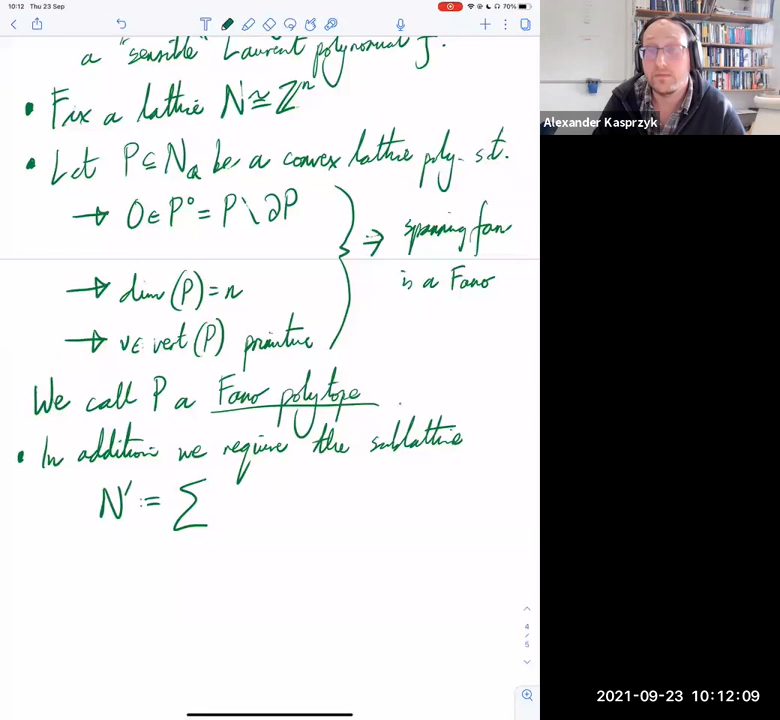 10:12 Thu 23 Sep
70%
a "sensible" Laurent polynomial f.
• Fix a lattice N ≅ ℤⁿ
• Let P ⊆ N_ℚ be a convex lattice poly. s.t.
→ 0 ∈ P° = P \ ∂P
→ dim(P) = n
→ v ∈ vert(P) primitive
⇒ spanning fan
is a Fano
We call P a Fano polytope.
• In addition we require the sublattice
N' := Σ
4
/
5
Alexander Kasprzyk
2021-09-23 10:12:09